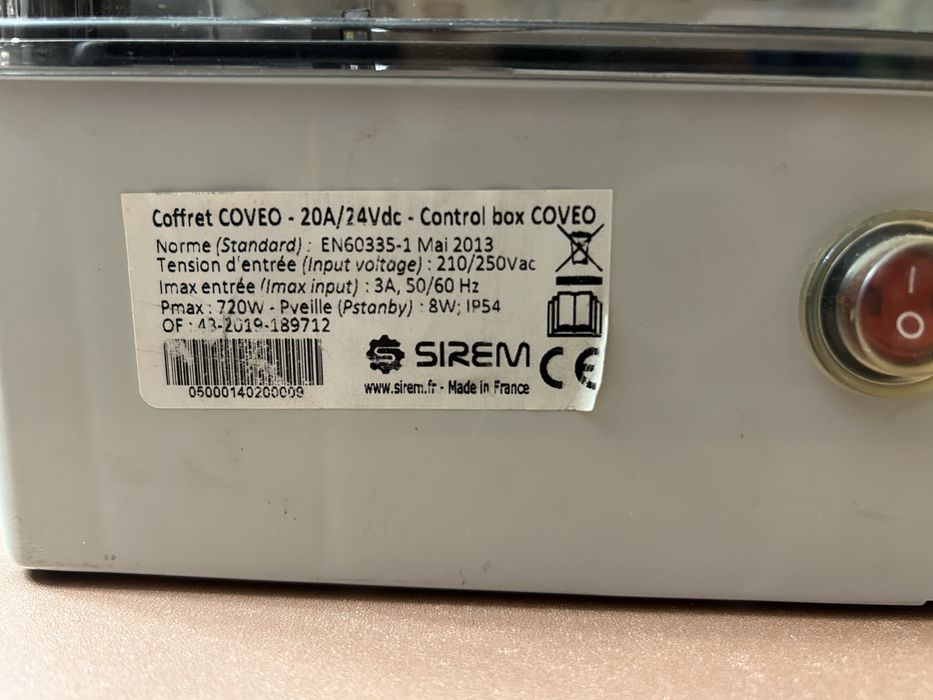 Coffret COVEO - 20A/24Vdc - Control box COVEO
Norme (Standard) : EN60335-1 Mai 2013
Tension d'entrée (Input voltage) : 210/250Vac
Imax entrée (Imax input) : 3A, 50/60 Hz
Pmax : 720W - Pveille (Pstanby) : 8W; IP54
OF : 43-2019-189712
05000140200009
SIREM
www.sirem.fr - Made in France
CE
I
O